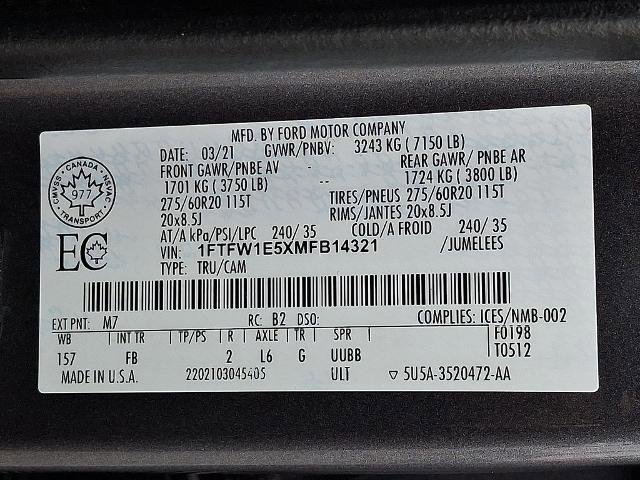 MFD. BY FORD MOTOR COMPANY
DATE: 03/21 GVWR/PNBV: 3243 KG ( 7150 LB)
FRONT GAWR/PNBE AV - REAR GAWR/ PNBE AR
1701 KG ( 3750 LB) -- 1724 KG ( 3800 LB)
275/60R20 115T TIRES/PNEUS 275/60R20 115T
20x8.5J RIMS/JANTES 20x8.5J
AT/A kPa/PSI/LPC 240/ 35 COLD/A FROID 240/ 35
VIN: 1FTFW1E5XMFB14321 /JUMELEES
TYPE: TRU/CAM
CMVSS · CANADA · NSVAC · TRANSPORT ·
977
EC
EXT PNT: M7 RC: B2 DSO: COMPLIES: ICES/NMB-002
WB INT TR TP/PS R AXLE TR SPR F0198
157 FB 2 L6 G UUBB T0512
MADE IN U.S.A. 2202103045405 ULT ▽ 5U5A-3520472-AA